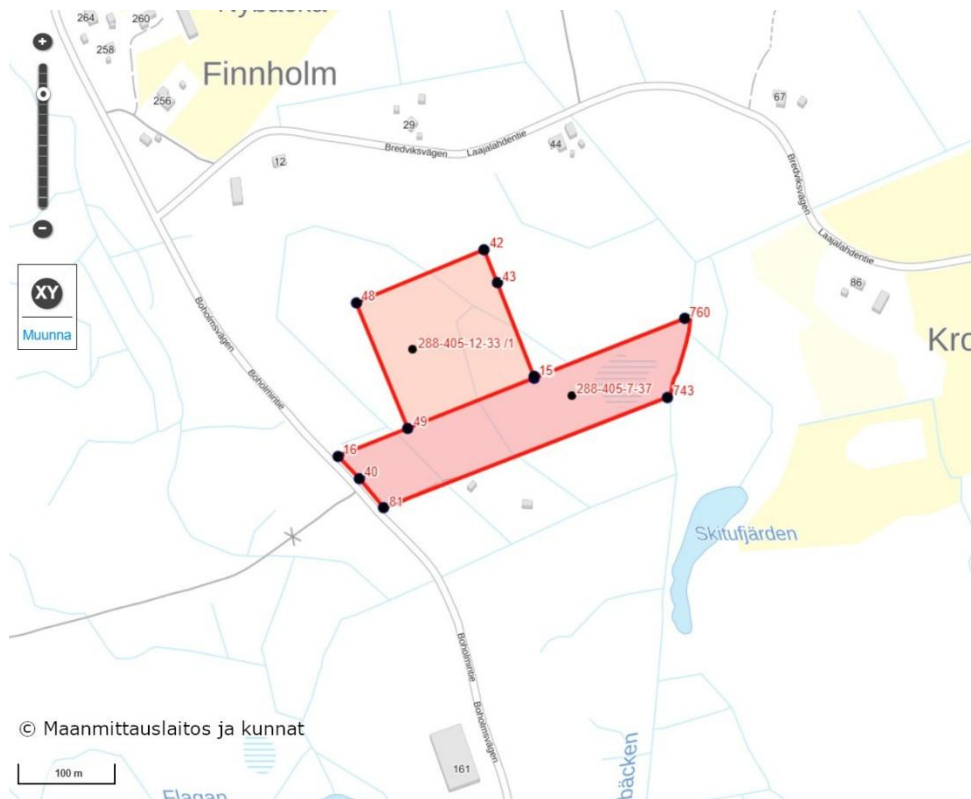 264
260
Nybacka
258
Finnholm
256
67
29
44
Bredviksvägen
Laajalahdentie
12
Bredviksvägen
Laajalahdentie
42
43
86
XY
Muunna
48
760
Boholmsvägen
288-405-12-33 /1
Kro
15
288-405-7-37
743
Boholmintie
49
16
40
81
Skitufjärden
Boholmintie
Boholmsvägen
© Maanmittauslaitos ja kunnat
100 m
161
bäcken
Flagan